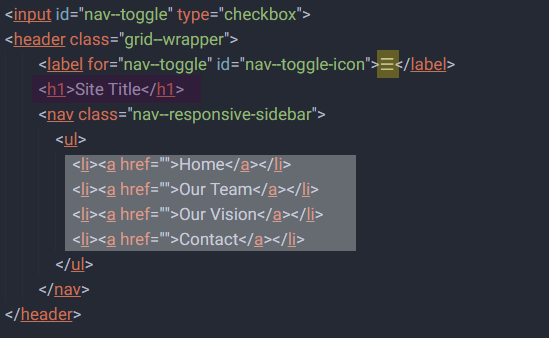 <input id="nav--toggle" type="checkbox">
<header class="grid--wrapper">
<label for="nav--toggle" id="nav--toggle-icon">☰</label>
<h1>Site Title</h1>
<nav class="nav--responsive-sidebar">
<ul>
<li><a href="">Home</a></li>
<li><a href="">Our Team</a></li>
<li><a href="">Our Vision</a></li>
<li><a href="">Contact</a></li>
</ul>
</nav>
</header>